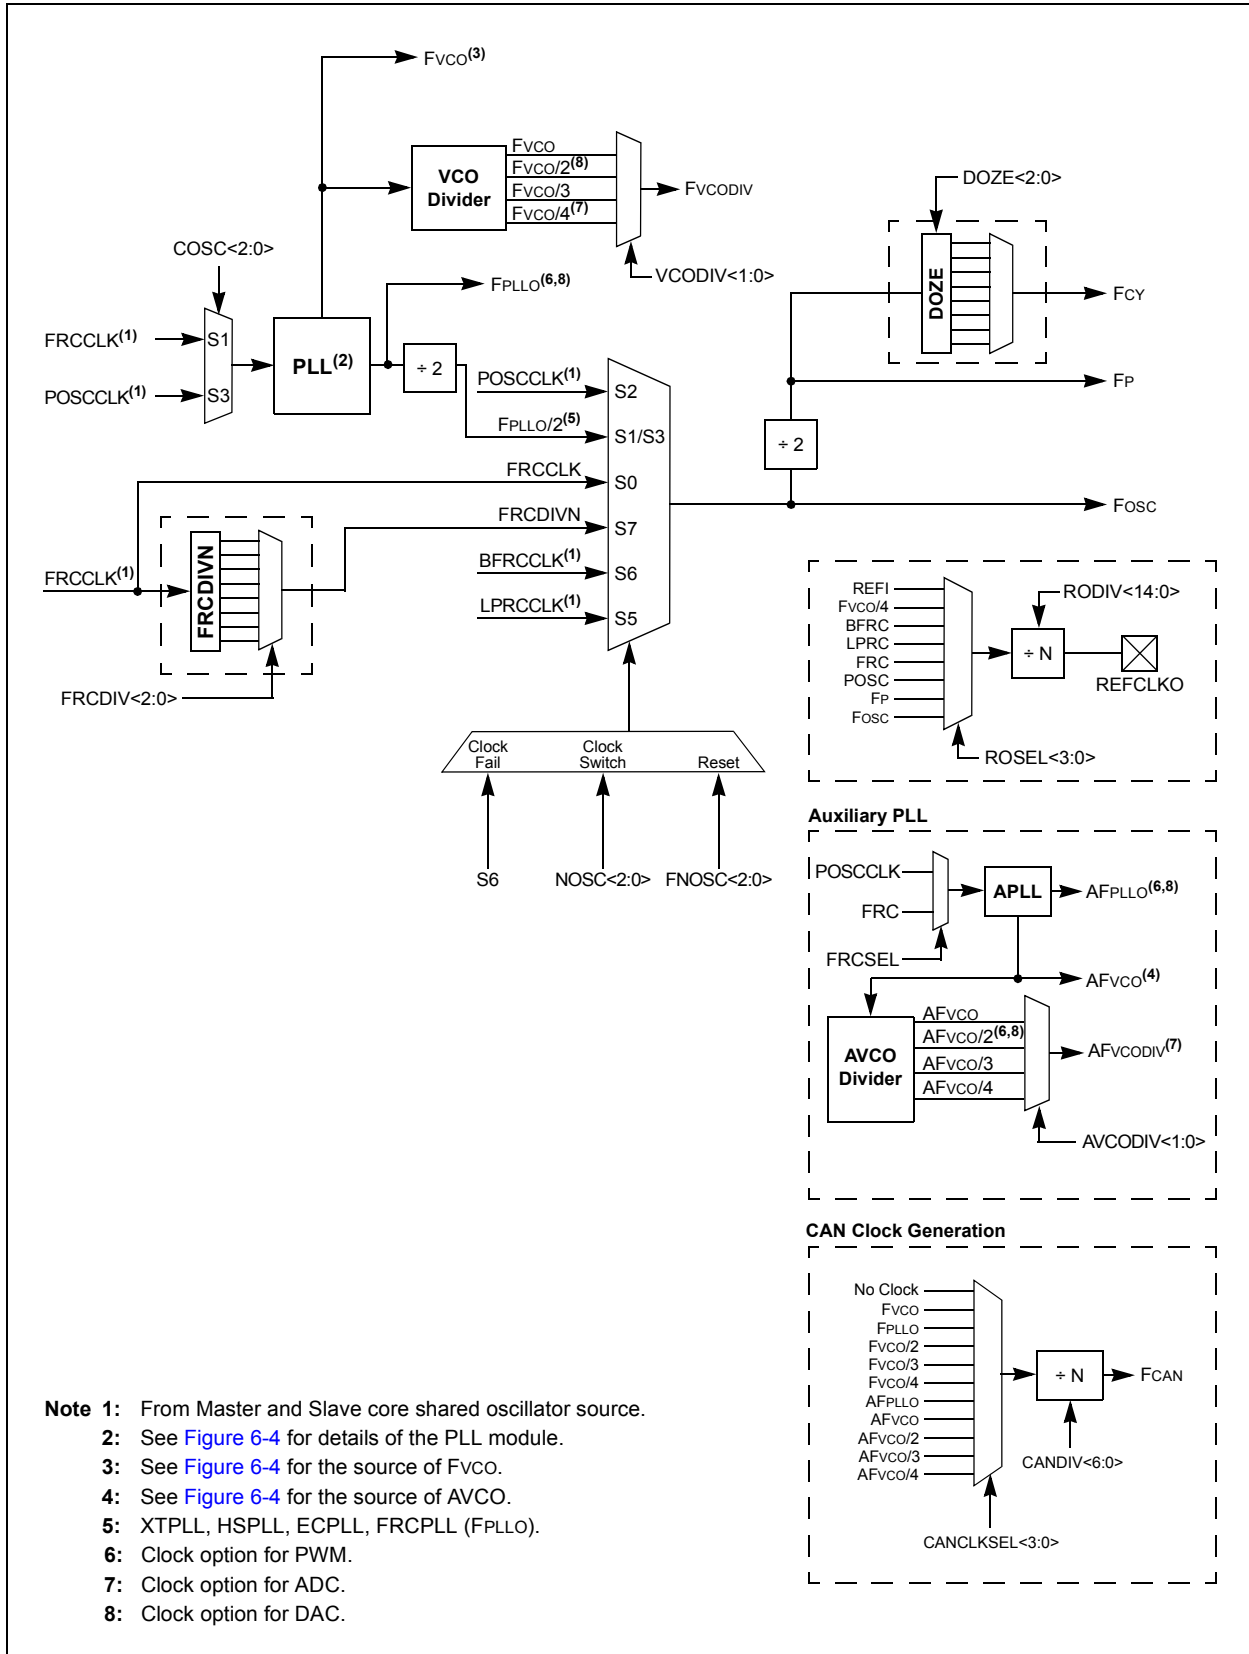 FVCO(3)
VCO
Divider
FVCO
FVCO/2(8)
FVCO/3
FVCO/4(7)
FVCODIV
VCODIV<1:0>
COSC<2:0>
FRCCLK(1)
POSCCLK(1)
S1
S3
PLL(2)
FPLLO(6,8)
÷ 2
POSCCLK(1)
FPLLO/2(5)
FRCCLK
FRCDIVN
BFRCCLK(1)
LPRCCLK(1)
S2
S1/S3
S0
S7
S6
S5
FRCCLK(1)
FRCDIVN
FRCDIV<2:0>
Clock
Fail
Clock
Switch
Reset
S6
NOSC<2:0>
FNOSC<2:0>
DOZE<2:0>
DOZE
FCY
FP
÷ 2
FOSC
REFI
FVCO/4
BFRC
LPRC
FRC
POSC
FP
FOSC
RODIV<14:0>
÷ N
REFCLKO
ROSEL<3:0>
Auxiliary PLL
POSCCLK
FRC
FRCSEL
APLL
AFPLLO(6,8)
AFVCO(4)
AVCO
Divider
AFVCO
AFVCO/2(6,8)
AFVCO/3
AFVCO/4
AFVCODIV(7)
AVCODIV<1:0>
CAN Clock Generation
No Clock
FVCO
FPLLO
FVCO/2
FVCO/3
FVCO/4
AFPLLO
AFVCO
AFVCO/2
AFVCO/3
AFVCO/4
÷ N
FCAN
CANDIV<6:0>
CANCLKSEL<3:0>
Note 1: From Master and Slave core shared oscillator source.
2: See Figure 6-4 for details of the PLL module.
3: See Figure 6-4 for the source of FVCO.
4: See Figure 6-4 for the source of AVCO.
5: XTPLL, HSPLL, ECPLL, FRCPLL (FPLLO).
6: Clock option for PWM.
7: Clock option for ADC.
8: Clock option for DAC.